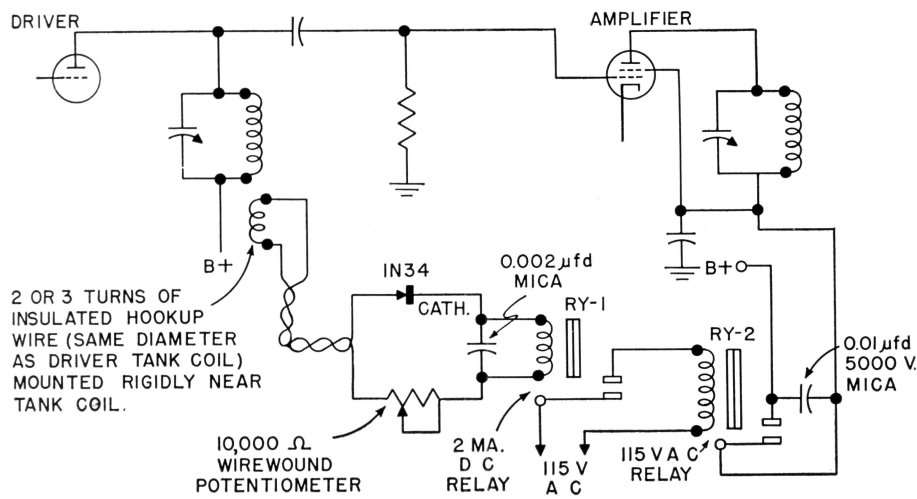 DRIVER
AMPLIFIER
B+
2 OR 3 TURNS OF
INSULATED HOOKUP
WIRE (SAME DIAMETER
AS DRIVER TANK COIL)
MOUNTED RIGIDLY NEAR
TANK COIL.
IN34
CATH.
0.002 µfd
MICA
RY-1
B+
RY-2
0.01 µfd
5000 V.
MICA
10,000 Ω
WIREWOUND
POTENTIOMETER
2 MA.
D C
RELAY
115 V
A C
115 V A C
RELAY